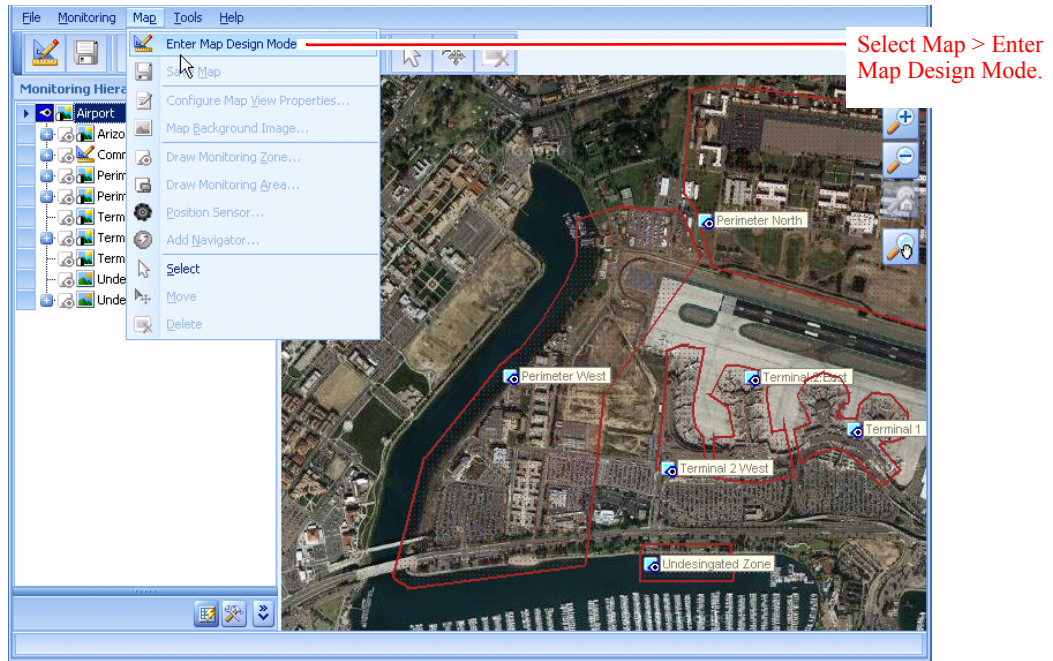 File Monitoring Map Tools Help
Enter Map Design Mode
Select Map > Enter
Map Design Mode.
Save Map
Monitoring Hiera
Configure Map View Properties...
Airport
Map Background Image...
Arizo
Comm
Draw Monitoring Zone...
Perim
Draw Monitoring Area...
Perim
Term
Position Sensor...
Term
Add Navigator...
Term
Select
Unde
Move
Unde
Delete
Perimeter North
Perimeter West
Terminal 2 East
Terminal 1
Terminal 2 West
Undesingated Zone